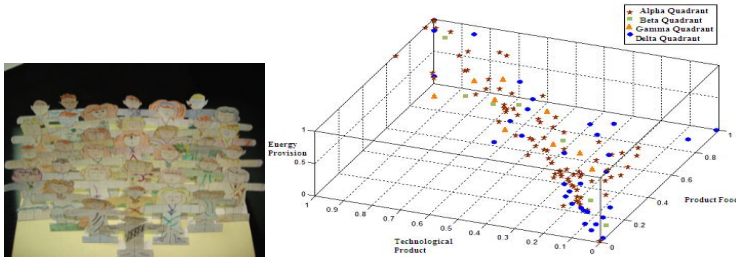 Alpha Quadrant
Beta Quadrant
Gamma Quadrant
Delta Quadrant
Energy
Provision
1
0.5
0
1
0.9
0.8
0.7
0.6
0.5
0.4
0.3
0.2
0.1
0
Technological
Product
0
0.2
0.4
0.6
0.8
1
Product Food